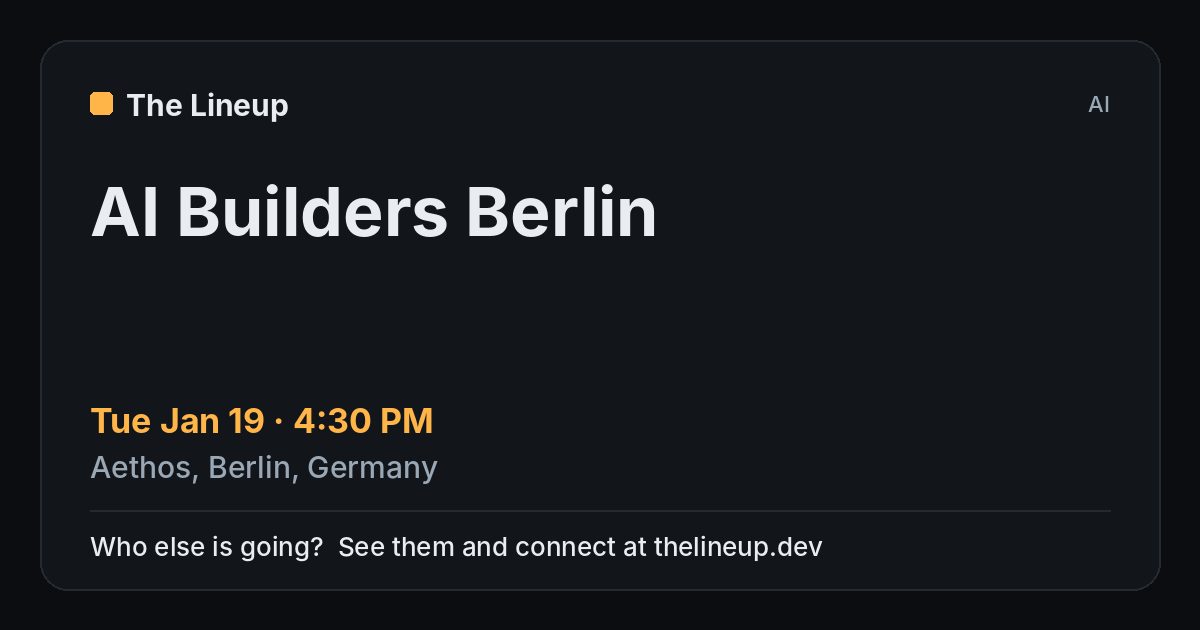 The Lineup
AI
AI Builders Berlin
Tue Jan 19 · 4:30 PM
Aethos, Berlin, Germany
Who else is going? See them and connect at thelineup.dev